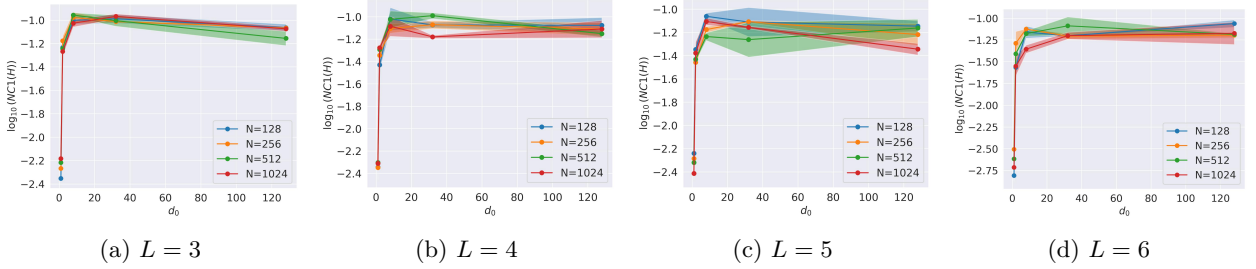 −1.0
−1.2
−1.4
−1.6
−1.8
−2.0
−2.2
−2.4
log₁₀(NC1(H))
0 20 40 60 80 100 120
d₀
N=128
N=256
N=512
N=1024
(a) L = 3
−1.0
−1.2
−1.4
−1.6
−1.8
−2.0
−2.2
−2.4
log₁₀(NC1(H))
0 20 40 60 80 100 120
d₀
N=128
N=256
N=512
N=1024
(b) L = 4
−1.0
−1.2
−1.4
−1.6
−1.8
−2.0
−2.2
−2.4
log₁₀(NC1(H))
0 20 40 60 80 100 120
d₀
N=128
N=256
N=512
N=1024
(c) L = 5
−1.00
−1.25
−1.50
−1.75
−2.00
−2.25
−2.50
−2.75
log₁₀(NC1(H))
0 20 40 60 80 100 120
d₀
N=128
N=256
N=512
N=1024
(d) L = 6